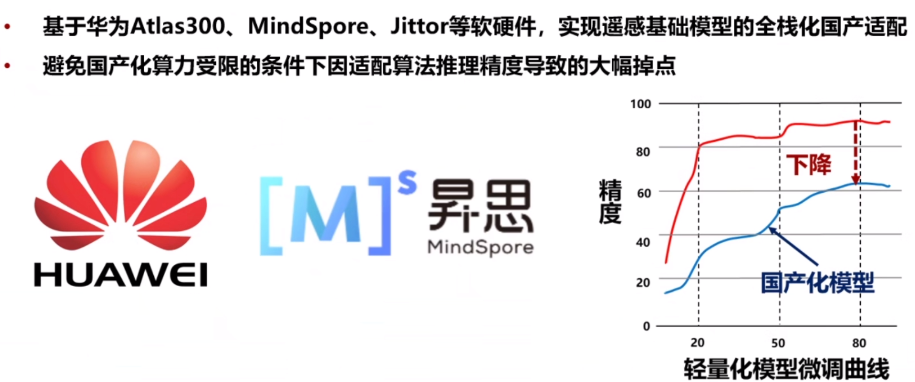 基于华为Atlas300、MindSpore、Jittor等软硬件，实现遥感基础模型的全栈化国产适配
避免国产化算力受限的条件下因适配算法推理精度导致的大幅掉点
HUAWEI
[M]s 昇思
MindSpore
精度
100
80
60
40
20
0
下降
国产化模型
20 50 80
轻量化模型微调曲线